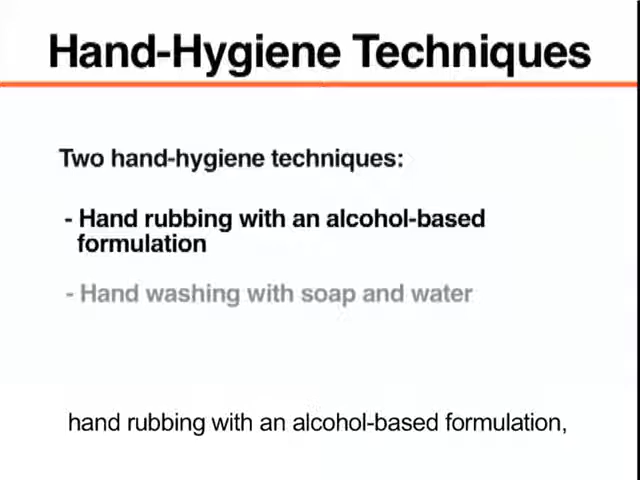 Hand-Hygiene Techniques
Two hand-hygiene techniques:
- Hand rubbing with an alcohol-based
formulation
- Hand washing with soap and water
hand rubbing with an alcohol-based formulation,